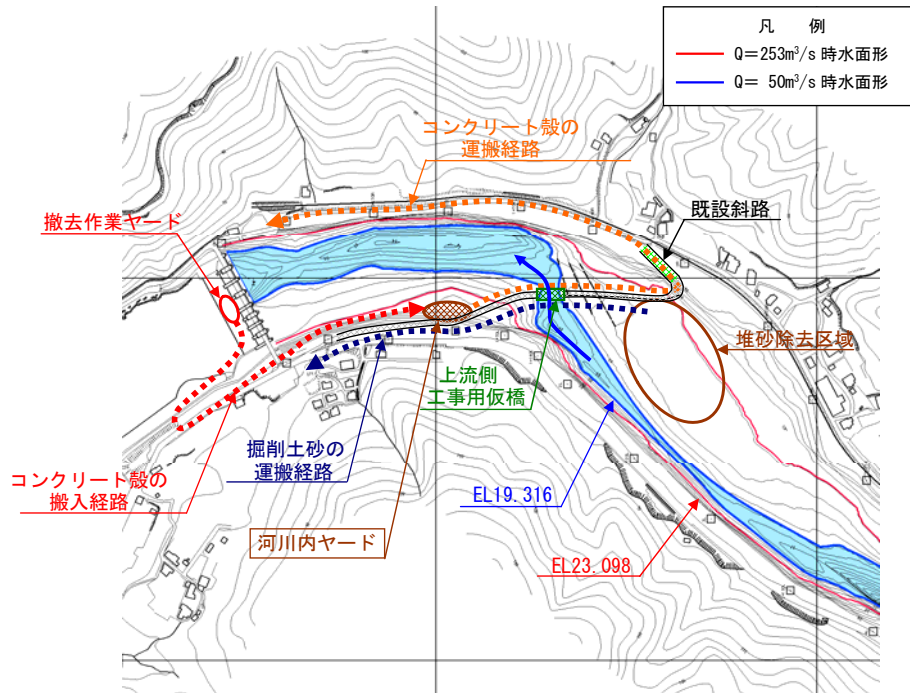 凡　例
Q＝253m³/s 時水面形
Q＝ 50m³/s 時水面形
コンクリート殻の
運搬経路
撤去作業ヤード
既設斜路
堆砂除去区域
上流側
工事用仮橋
掘削土砂の
運搬経路
コンクリート殻の
搬入経路
EL19.316
河川内ヤード
EL23.098